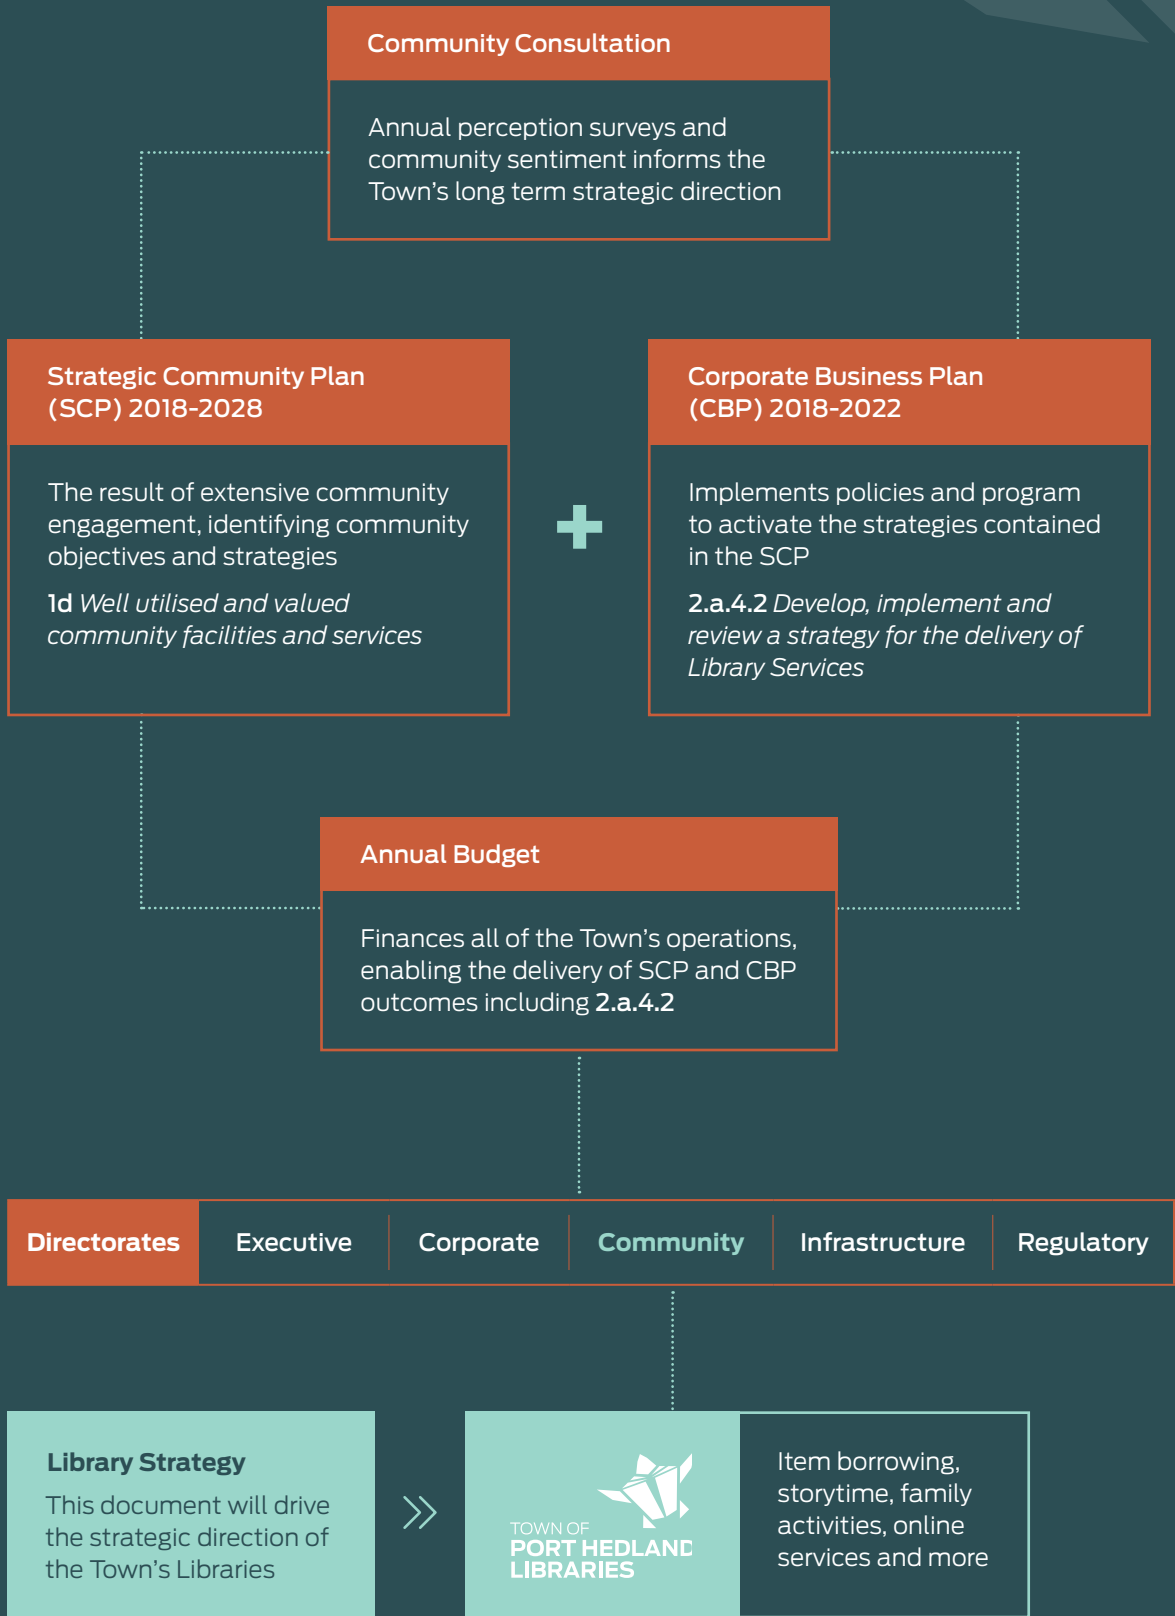 Community Consultation
Annual perception surveys and
community sentiment informs the
Town's long term strategic direction
Strategic Community Plan
(SCP) 2018-2028
The result of extensive community
engagement, identifying community
objectives and strategies
1d Well utilised and valued
community facilities and services
Corporate Business Plan
(CBP) 2018-2022
Implements policies and program
to activate the strategies contained
in the SCP
2.a.4.2 Develop, implement and
review a strategy for the delivery of
Library Services
Annual Budget
Finances all of the Town's operations,
enabling the delivery of SCP and CBP
outcomes including 2.a.4.2
Directorates Executive Corporate Community Infrastructure Regulatory
Library Strategy
This document will drive
the strategic direction of
the Town's Libraries
TOWN OF
PORT HEDLAND
LIBRARIES
Item borrowing,
storytime, family
activities, online
services and more